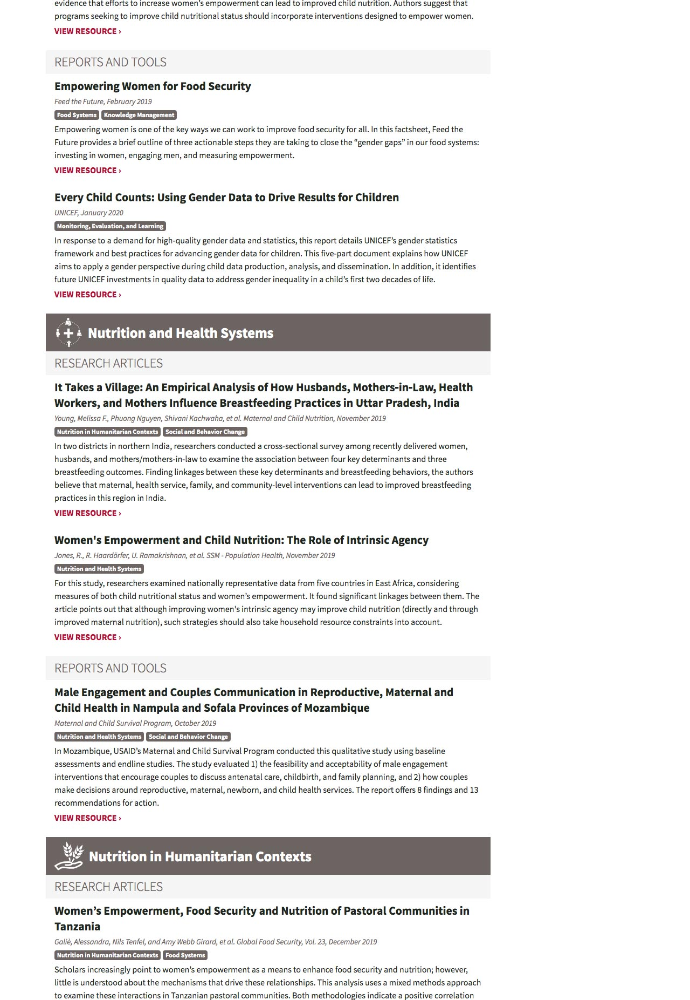 evidence that efforts to increase women’s empowerment can lead to improved child nutrition. Authors suggest that
programs seeking to improve child nutritional status should incorporate interventions designed to empower women.
VIEW RESOURCE ›
REPORTS AND TOOLS
Empowering Women for Food Security
Feed the Future, February 2019
Food Systems Knowledge Management
Empowering women is one of the key ways we can work to improve food security for all. In this factsheet, Feed the
Future provides a brief outline of three actionable steps they are taking to close the “gender gaps” in our food systems:
investing in women, engaging men, and measuring empowerment.
VIEW RESOURCE ›
Every Child Counts: Using Gender Data to Drive Results for Children
UNICEF, January 2020
Monitoring, Evaluation, and Learning
In response to a demand for high-quality gender data and statistics, this report details UNICEF’s gender statistics
framework and best practices for advancing gender data for children. This five-part document explains how UNICEF
aims to apply a gender perspective during child data production, analysis, and dissemination. In addition, it identifies
future UNICEF investments in quality data to address gender inequality in a child’s first two decades of life.
VIEW RESOURCE ›
Nutrition and Health Systems
RESEARCH ARTICLES
It Takes a Village: An Empirical Analysis of How Husbands, Mothers-in-Law, Health
Workers, and Mothers Influence Breastfeeding Practices in Uttar Pradesh, India
Young, Melissa F., Phuong Nguyen, Shivani Kachwaha, et al. Maternal and Child Nutrition, November 2019
Nutrition in Humanitarian Contexts Social and Behavior Change
In two districts in northern India, researchers conducted a cross-sectional survey among recently delivered women,
husbands, and mothers/mothers-in-law to examine the association between four key determinants and three
breastfeeding outcomes. Finding linkages between these key determinants and breastfeeding behaviors, the authors
believe that maternal, health service, family, and community-level interventions can lead to improved breastfeeding
practices in this region in India.
VIEW RESOURCE ›
Women's Empowerment and Child Nutrition: The Role of Intrinsic Agency
Jones, R., R. Haardörfer, U. Ramakrishnan, et al. SSM - Population Health, November 2019
Nutrition and Health Systems
For this study, researchers examined nationally representative data from five countries in East Africa, considering
measures of both child nutritional status and women’s empowerment. It found significant linkages between them. The
article points out that although improving women's intrinsic agency may improve child nutrition (directly and through
improved maternal nutrition), such strategies should also take household resource constraints into account.
VIEW RESOURCE ›
REPORTS AND TOOLS
Male Engagement and Couples Communication in Reproductive, Maternal and
Child Health in Nampula and Sofala Provinces of Mozambique
Maternal and Child Survival Program, October 2019
Nutrition and Health Systems Social and Behavior Change
In Mozambique, USAID’s Maternal and Child Survival Program conducted this qualitative study using baseline
assessments and endline studies. The study evaluated 1) the feasibility and acceptability of male engagement
interventions that encourage couples to discuss antenatal care, childbirth, and family planning, and 2) how couples
make decisions around reproductive, maternal, newborn, and child health services. The report offers 8 findings and 13
recommendations for action.
VIEW RESOURCE ›
Nutrition in Humanitarian Contexts
RESEARCH ARTICLES
Women’s Empowerment, Food Security and Nutrition of Pastoral Communities in
Tanzania
Galiè, Alessandra, Nils Tenfel, and Amy Webb Girard, et al. Global Food Security, Vol. 23, December 2019
Nutrition in Humanitarian Contexts Food Systems
Scholars increasingly point to women’s empowerment as a means to enhance food security and nutrition; however,
little is understood about the mechanisms that drive these relationships. This analysis uses a mixed methods approach
to examine these interactions in Tanzanian pastoral communities. Both methodologies indicate a positive correlation